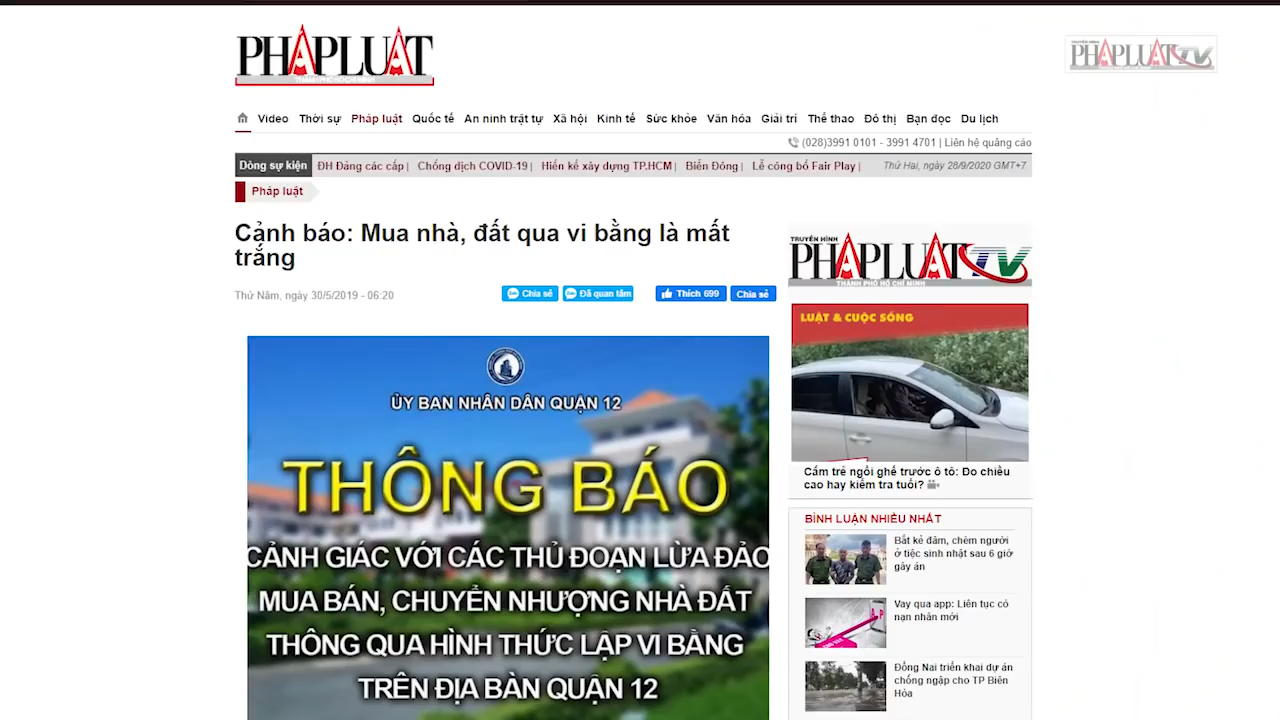 PHÁP LUẬT
THÀNH PHỐ HỒ CHÍ MINH
TRUYỀN HÌNH
PHÁP LUẬT TV
Video Thời sự Pháp luật Quốc tế An ninh trật tự Xã hội Kinh tế Sức khỏe Văn hóa Giải trí Thể thao Đô thị Bạn đọc Du lịch
(028)3991 0101 - 3991 4701 | Liên hệ quảng cáo
Dòng sự kiện ĐH Đảng các cấp | Chống dịch COVID-19 | Hiến kế xây dựng TP.HCM | Biển Đông | Lễ công bố Fair Play | Thứ Hai, ngày 28/9/2020 GMT+7
Pháp luật
Cảnh báo: Mua nhà, đất qua vi bằng là mất
trắng
Thứ Năm, ngày 30/5/2019 - 06:20
Chia sẻ Đã quan tâm Thích 699 Chia sẻ
ỦY BAN NHÂN DÂN QUẬN 12
THÔNG BÁO
CẢNH GIÁC VỚI CÁC THỦ ĐOẠN LỪA ĐẢO
MUA BÁN, CHUYỂN NHƯỢNG NHÀ ĐẤT
THÔNG QUA HÌNH THỨC LẬP VI BẰNG
TRÊN ĐỊA BÀN QUẬN 12
TRUYỀN HÌNH
PHÁP LUẬT TV
THÀNH PHỐ HỒ CHÍ MINH
LUẬT & CUỘC SỐNG
Cấm trẻ ngồi ghế trước ô tô: Đo chiều
cao hay kiểm tra tuổi?
BÌNH LUẬN NHIỀU NHẤT
Bắt kẻ đâm, chém người
ở tiệc sinh nhật sau 6 giờ
gây án
Vay qua app: Liên tục có
nạn nhân mới
Đồng Nai triển khai dự án
chống ngập cho TP Biên
Hòa